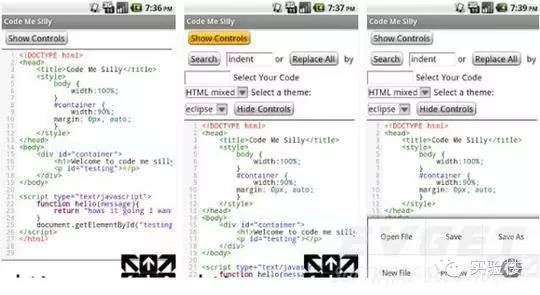 7:36 PM
Code Me Silly
Show Controls
1 <!DOCTYPE html>
2 <head>
3 <title>Code Me Silly</title>
4 <style>
5 body {
6 width:100%;
7 }
8 #container {
9 width:90%;
10 margin: 0px, auto;
11 }
12 </style>
13 </head>
14 <body>
15 <div id="container">
16 <h1>Welcome to code me silly
17 <p id="testing"></p>
18 </div>
19 </body>
20
21 <script type="text/javascript">
22 function hello(message){
23 return "hows it going I wan
24 }
25 document.getElementById("testing
26 </script>
27 </html>
28
29
7:37 PM
Code Me Silly
Show Controls
Search indent or Replace All by
Select Your Code
HTML mixed Select a theme:
eclipse Hide Controls
1 <!DOCTYPE html>
2 <head>
3 <title>Code Me Silly</title>
4 <style>
5 body {
6 width:100%;
7 }
8 #container {
9 width:90%;
10 margin: 0px, auto;
11 }
12 </style>
13 </head>
14 <body>
15 <div id="container">
16 <h1>Welcome to code me silly
17 <p id="testing"></p>
18 </div>
19 </body>
20
21 <script type="text/javascript">
22 function hello(messag
7:39 PM
Code Me Silly
Show Controls
Search indent or Replace All by
Select Your Code
HTML mixed Select a theme:
eclipse Hide Controls
1 <!DOCTYPE html>
2 <head>
3 <title>Code Me Silly</title>
4 <style>
5 body {
6 width:100%;
7 }
8 #container {
9 width:90%;
10 margin: 0px, auto;
11 }
12 </style>
Open File Save Save As
New File
实验楼